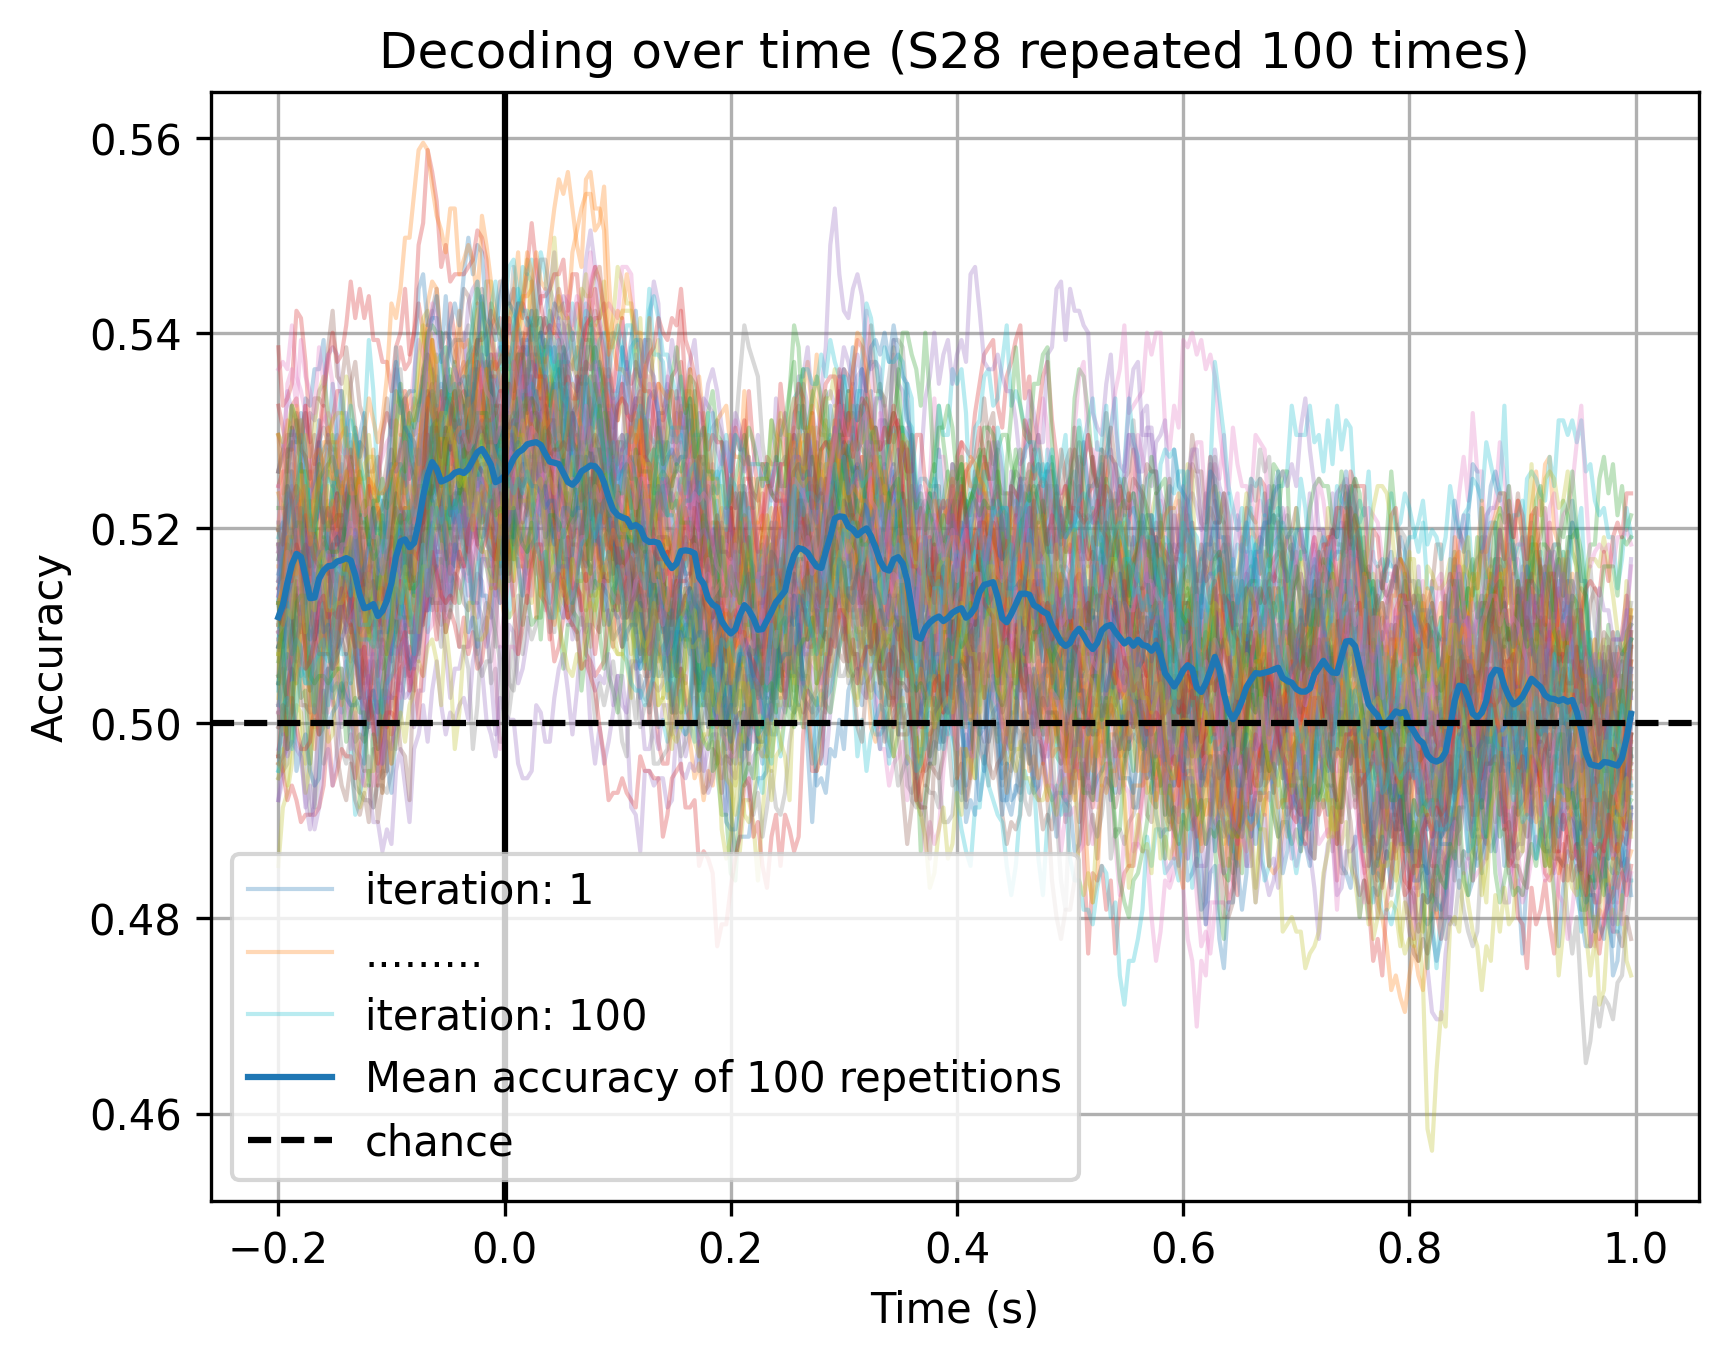 Decoding over time (S28 repeated 100 times)
0.56
0.54
0.52
0.50
0.48
0.46
Accuracy
iteration: 1
.........
iteration: 100
Mean accuracy of 100 repetitions
chance
−0.2 0.0 0.2 0.4 0.6 0.8 1.0
Time (s)